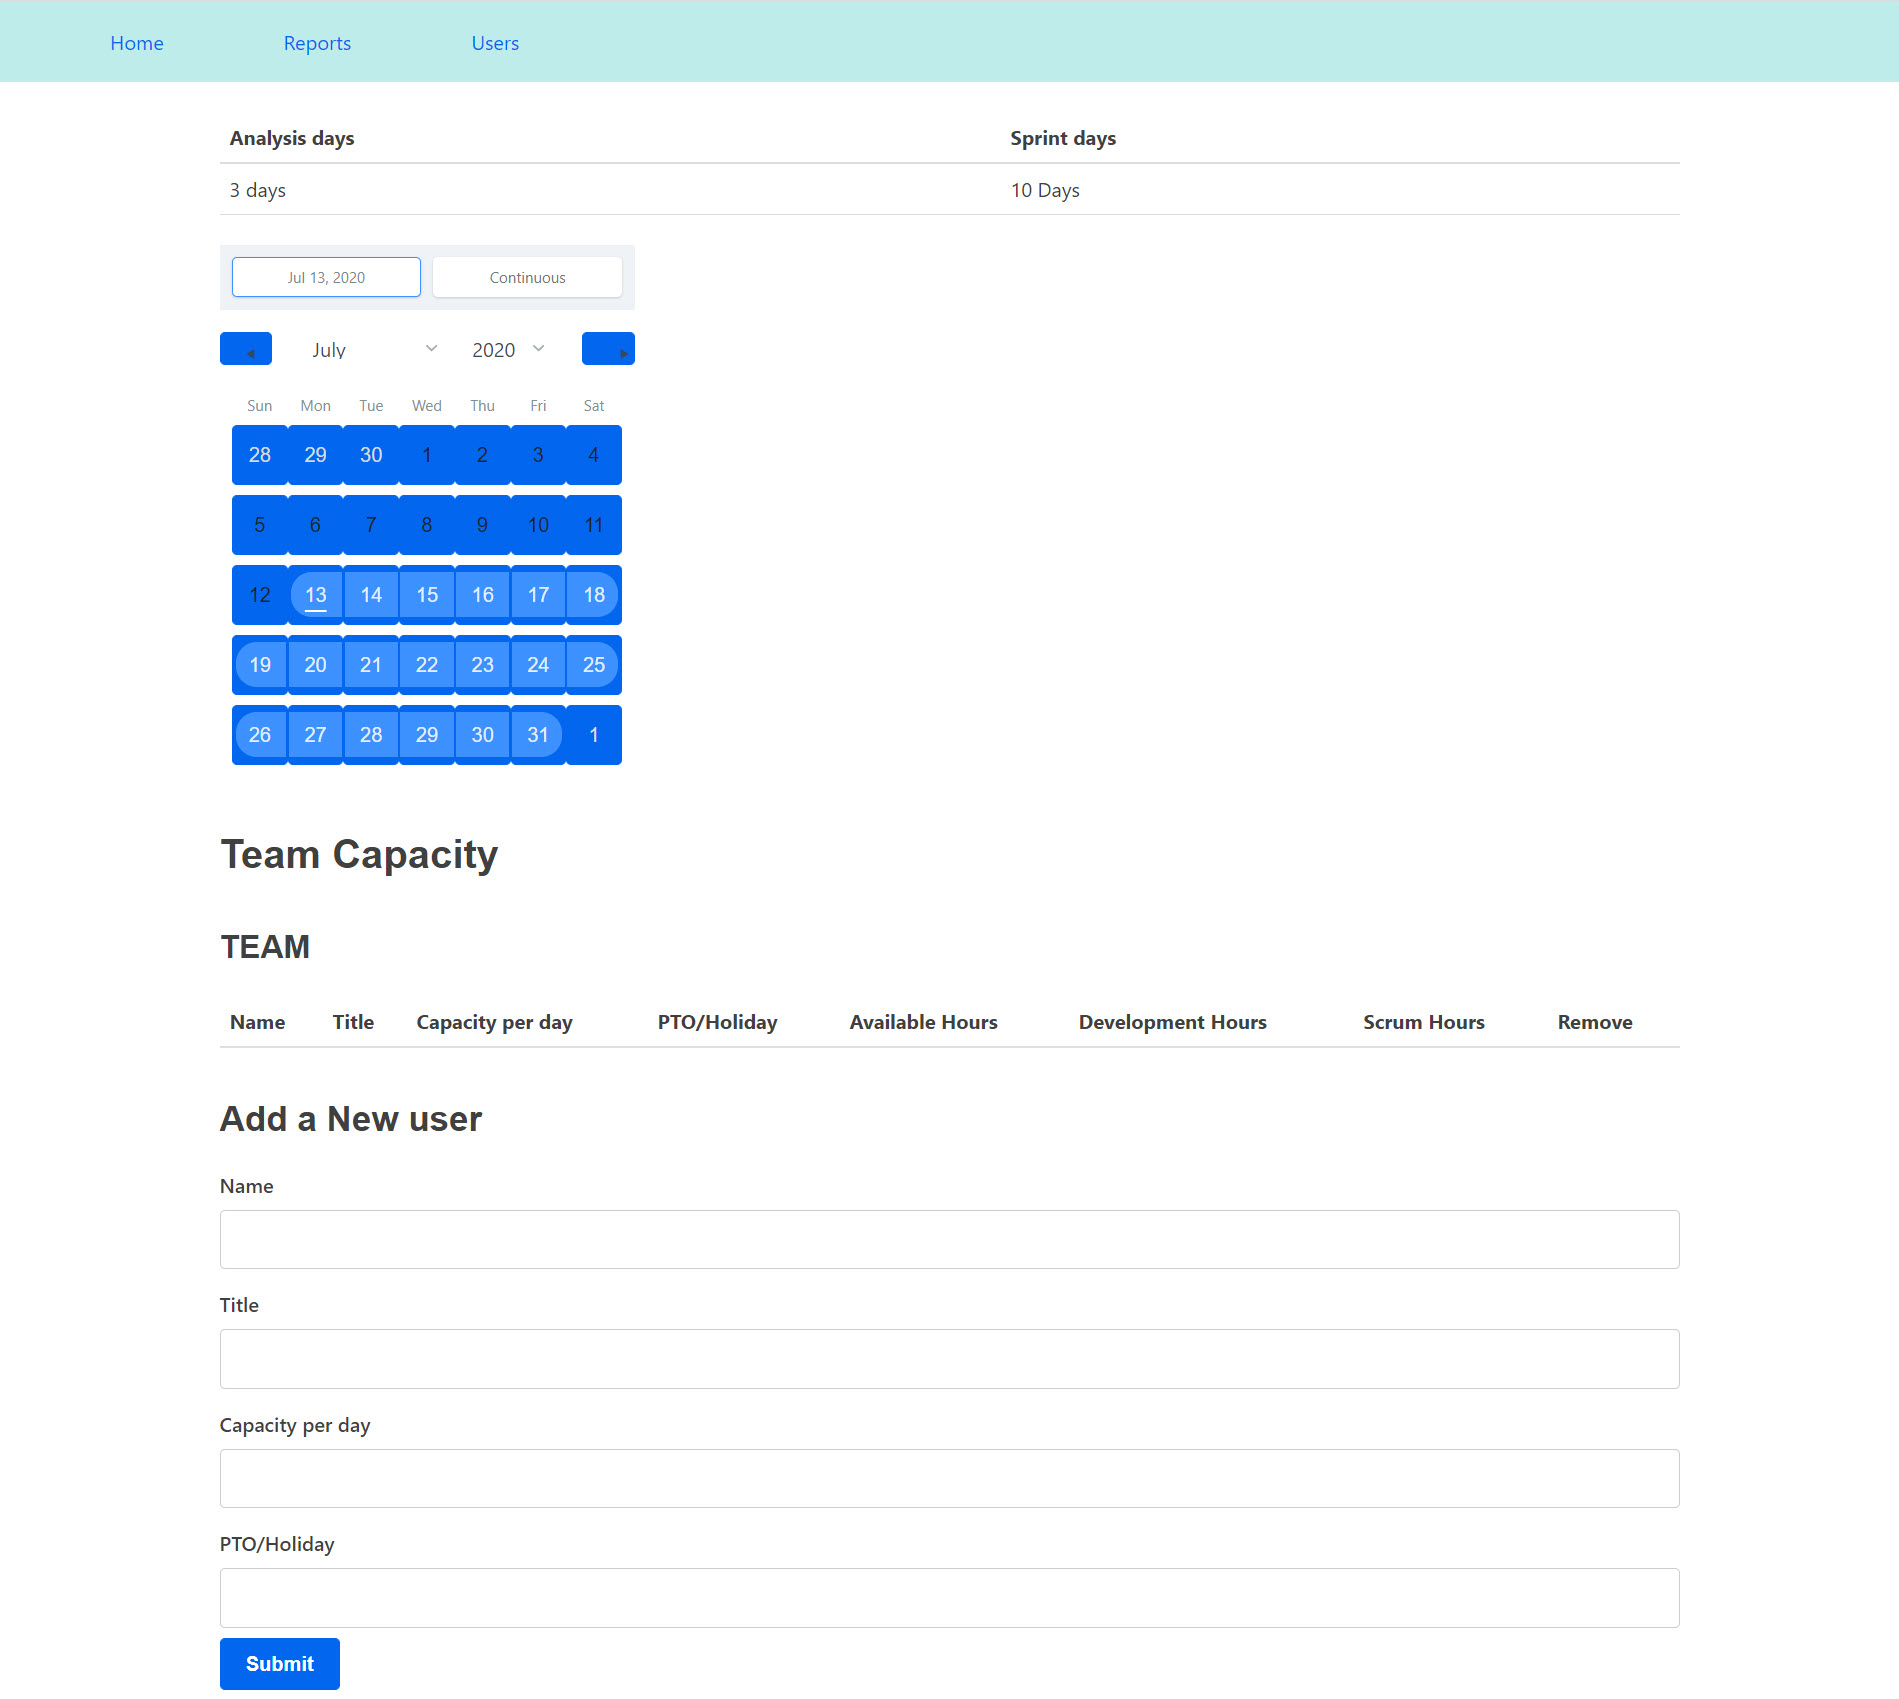 Home Reports Users
Analysis days Sprint days
3 days 10 Days
Jul 13, 2020 Continuous
July 2020
Sun Mon Tue Wed Thu Fri Sat
28 29 30 1 2 3 4
5 6 7 8 9 10 11
12 13 14 15 16 17 18
19 20 21 22 23 24 25
26 27 28 29 30 31 1
Team Capacity
TEAM
Name Title Capacity per day PTO/Holiday Available Hours Development Hours Scrum Hours Remove
Add a New user
Name
Title
Capacity per day
PTO/Holiday
Submit